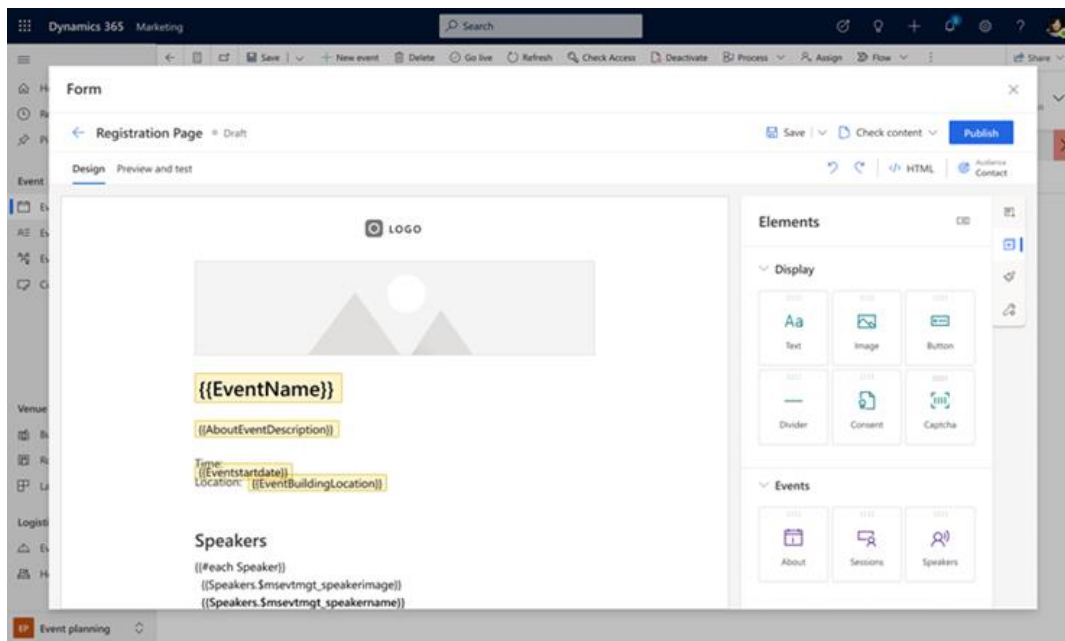 Dynamics 365 Marketing
Search
Save
New event
Delete
Go live
Refresh
Check Access
Deactivate
Process
Assign
Flow
Share
Form
Registration Page
Draft
Save
Check content
Publish
Design
Preview and test
HTML
Audience
Contact
Event
LOGO
Elements
Display
Text
Image
Button
Divider
Consent
Captcha
{{EventName}}
{{AboutEventDescription}}
Time:
{{Eventstartdate}}
Location: {{EventBuildingLocation}}
Venue
Events
About
Sessions
Speakers
Speakers
{{#each Speaker}}
{{Speakers.$msevtmgt_speakerimage}}
{{Speakers.$msevtmgt_speakername}}
Logisti
EP Event planning